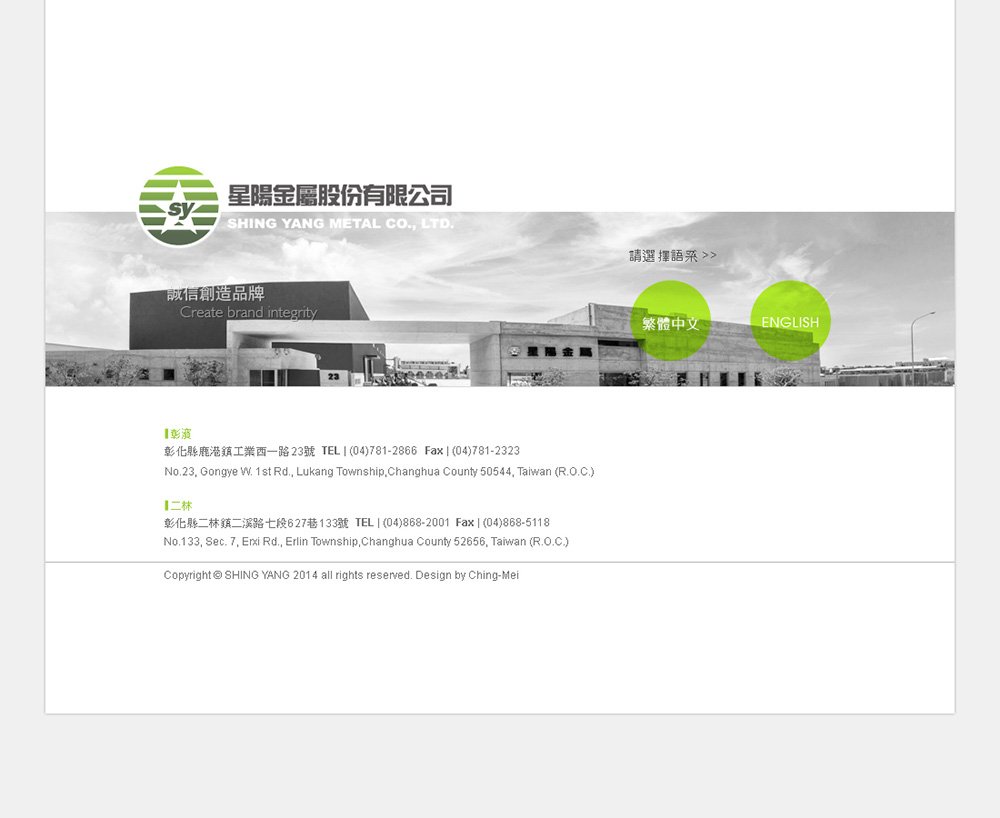 sy
星陽金屬股份有限公司
SHING YANG METAL CO., LTD.
請選擇語系 >>
誠信創造品牌
Create brand integrity
繁體中文
ENGLISH
星陽金屬
23
彰濱
彰化縣鹿港鎮工業西一路23號 TEL | (04)781-2866 Fax | (04)781-2323
No.23, Gongye W. 1st Rd., Lukang Township,Changhua County 50544, Taiwan (R.O.C.)
二林
彰化縣二林鎮二溪路七段627巷133號 TEL | (04)868-2001 Fax | (04)868-5118
No.133, Sec. 7, Erxi Rd., Erlin Township,Changhua County 52656, Taiwan (R.O.C.)
Copyright © SHING YANG 2014 all rights reserved. Design by Ching-Mei